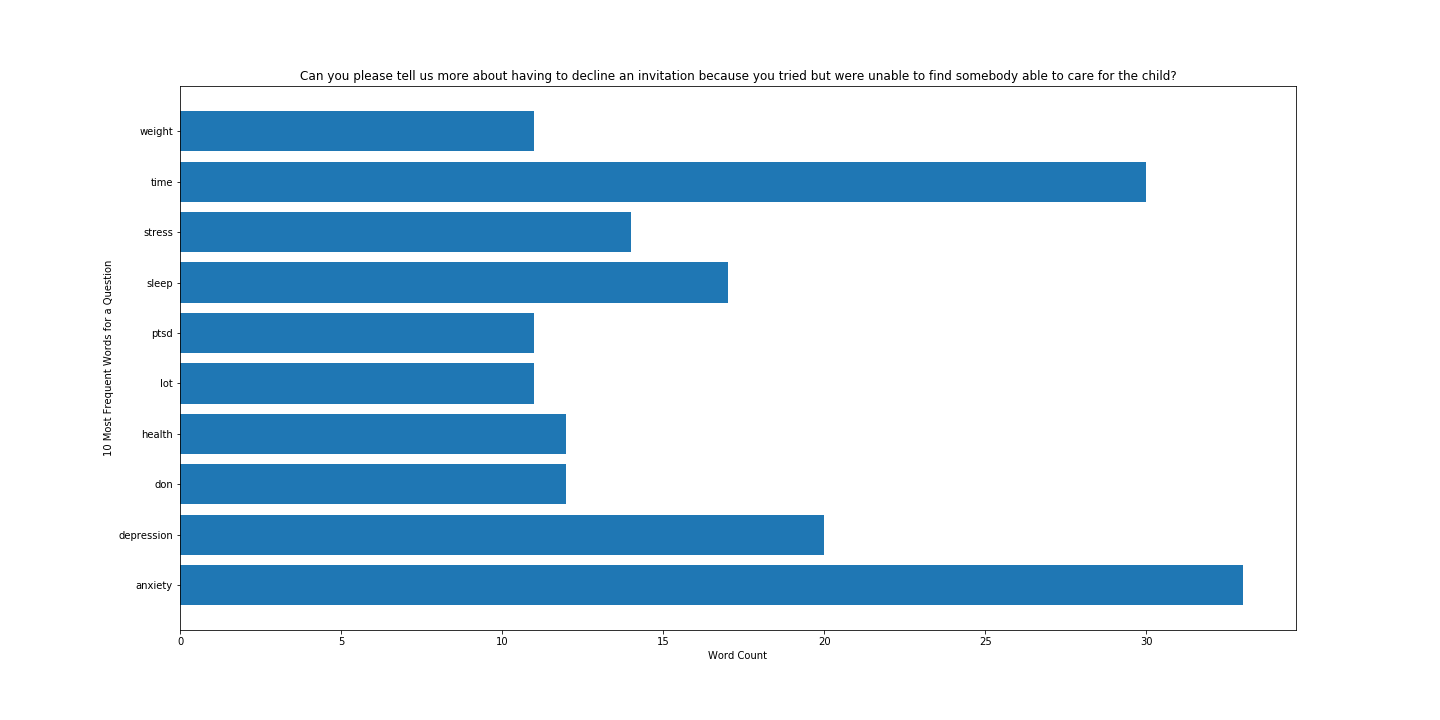 Can you please tell us more about having to decline an invitation because you tried but were unable to find somebody able to care for the child?
10 Most Frequent Words for a Question
weight
time
stress
sleep
ptsd
lot
health
don
depression
anxiety
0 5 10 15 20 25 30
Word Count